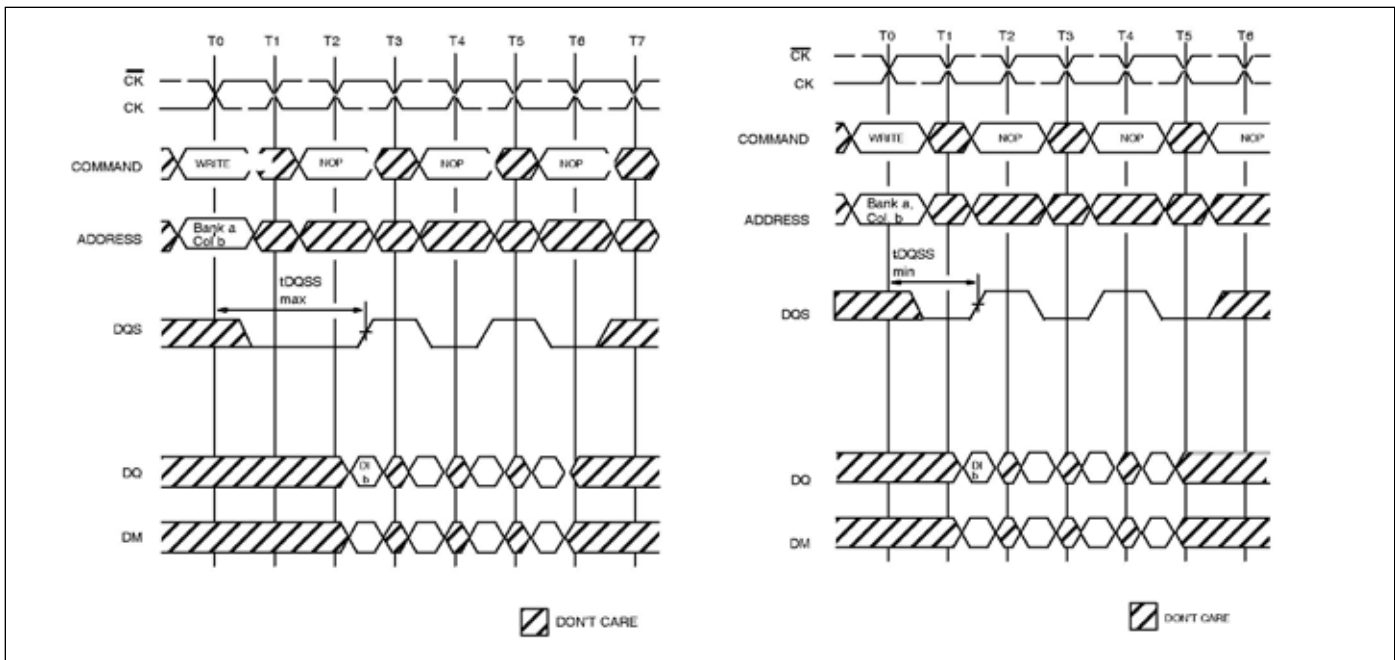 T0 T1 T2 T3 T4 T5 T6 T7
CK
CK
COMMAND WRITE NOP NOP NOP
ADDRESS Bank a
Col b
tDQSS
max
DQS
DQ DI
b
DM
DON'T CARE
T0 T1 T2 T3 T4 T5 T6
CK
CK
COMMAND WRITE NOP NOP NOP
ADDRESS Bank a,
Col, b
tDQSS
min
DQS
DQ DI
b
DM
DON'T CARE